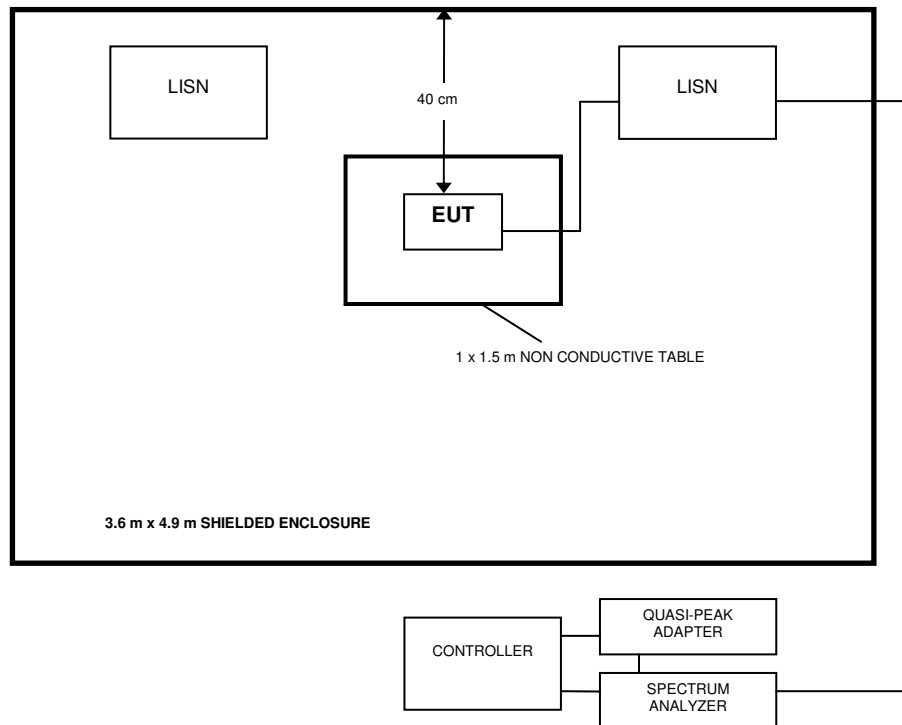 LISN
LISN
40 cm
EUT
1 x 1.5 m NON CONDUCTIVE TABLE
3.6 m x 4.9 m SHIELDED ENCLOSURE
QUASI-PEAK
ADAPTER
CONTROLLER
SPECTRUM
ANALYZER